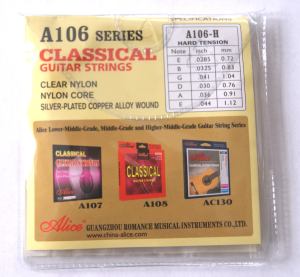 SPECIFICATIONS
A106 SERIES
CLASSICAL
GUITAR STRINGS
CLEAR NYLON
NYLON CORE
SILVER-PLATED COPPER ALLOY WOUND
A106-H
HARD TENSION
Note inch mm
E .0285 0.72
B .0325 0.83
G .041 1.04
D .030 0.76
A .036 0.91
E .044 1.12
Alice Lower-Middle-Grade, Middle-Grade and Higher-Middle-Grade Guitar String Series
CLASSICAL
CLASSICAL
A107
A108
AC130
Alice
GUANGZHOU ROMANCE MUSICAL INSTRUMENTS CO., LTD.
www.china-alice.com